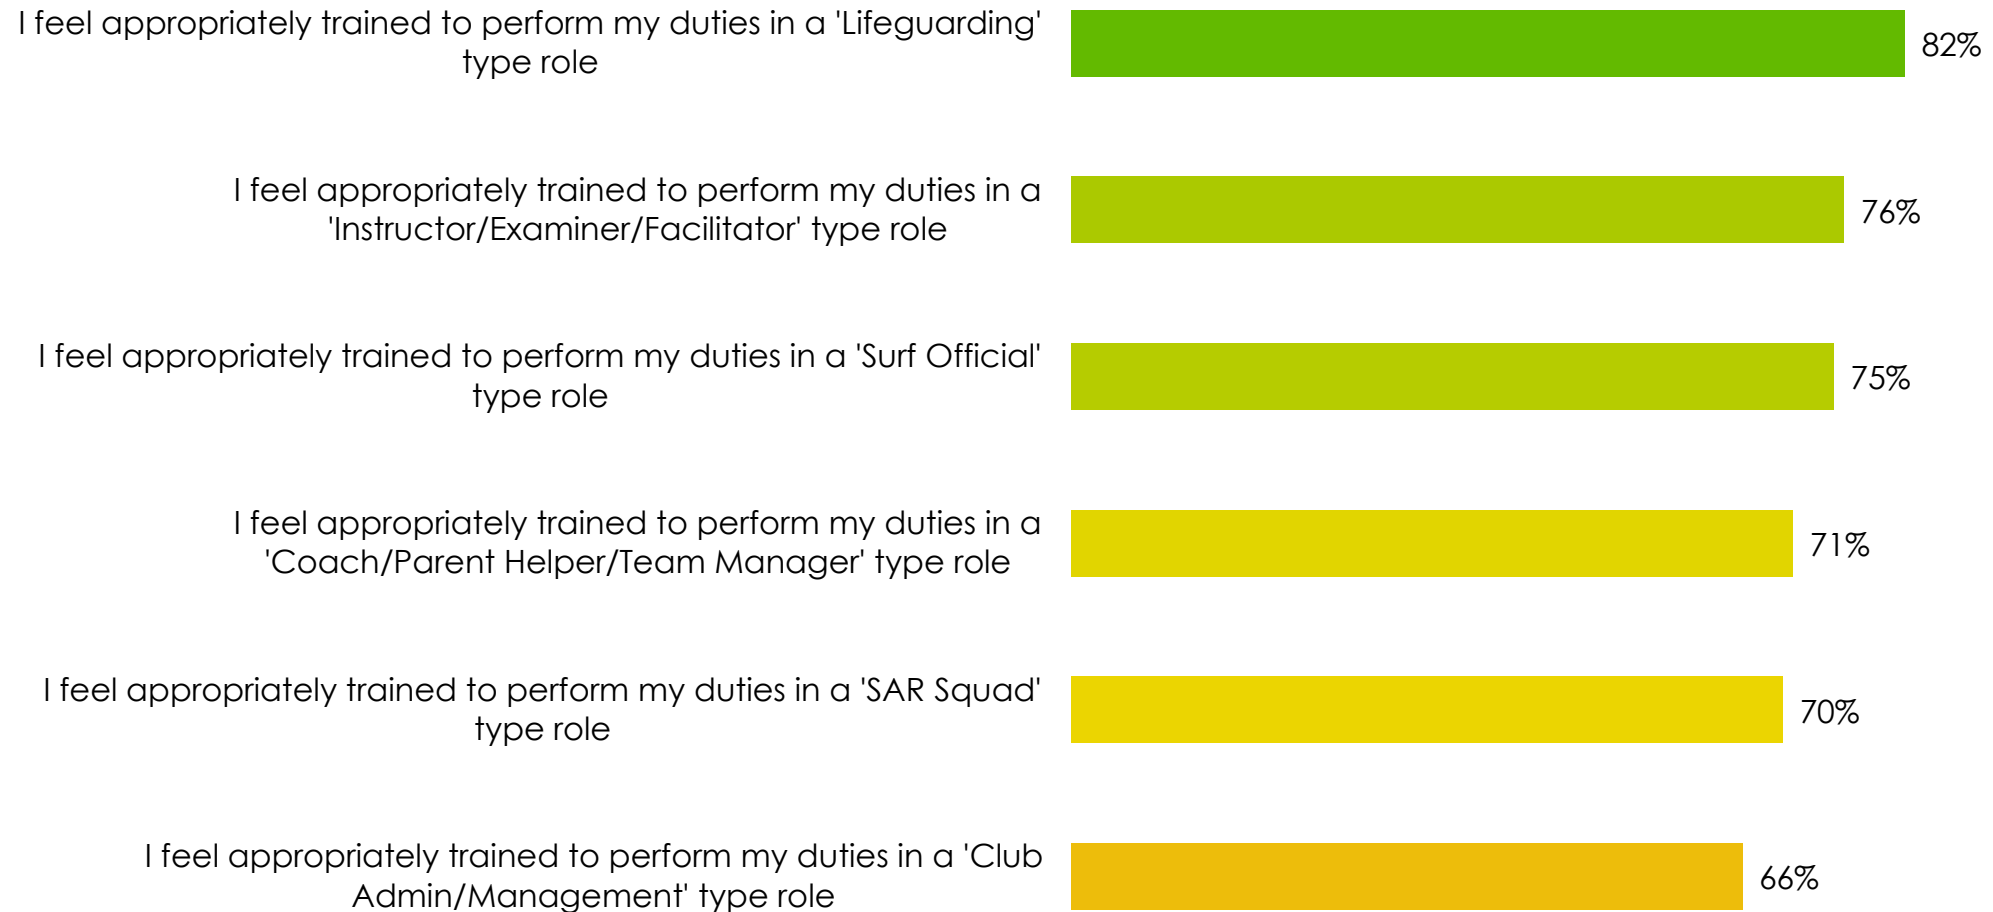 I feel appropriately trained to perform my duties in a 'Lifeguarding'
type role
82%
I feel appropriately trained to perform my duties in a
'Instructor/Examiner/Facilitator' type role
76%
I feel appropriately trained to perform my duties in a 'Surf Official'
type role
75%
I feel appropriately trained to perform my duties in a
'Coach/Parent Helper/Team Manager' type role
71%
I feel appropriately trained to perform my duties in a 'SAR Squad'
type role
70%
I feel appropriately trained to perform my duties in a 'Club
Admin/Management' type role
66%